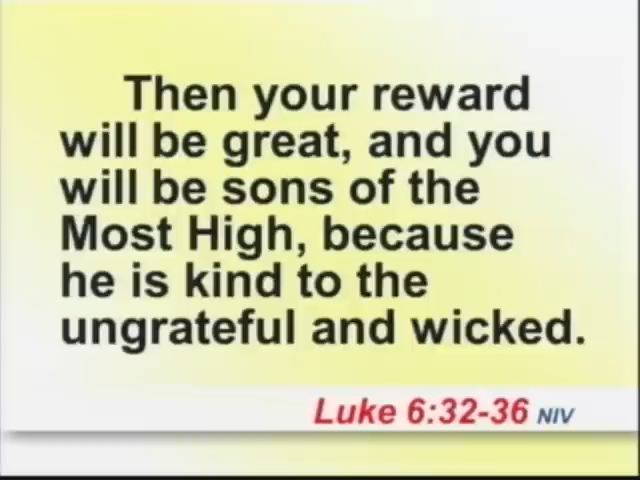 Then your reward
will be great, and you
will be sons of the
Most High, because
he is kind to the
ungrateful and wicked.
Luke 6:32-36 NIV